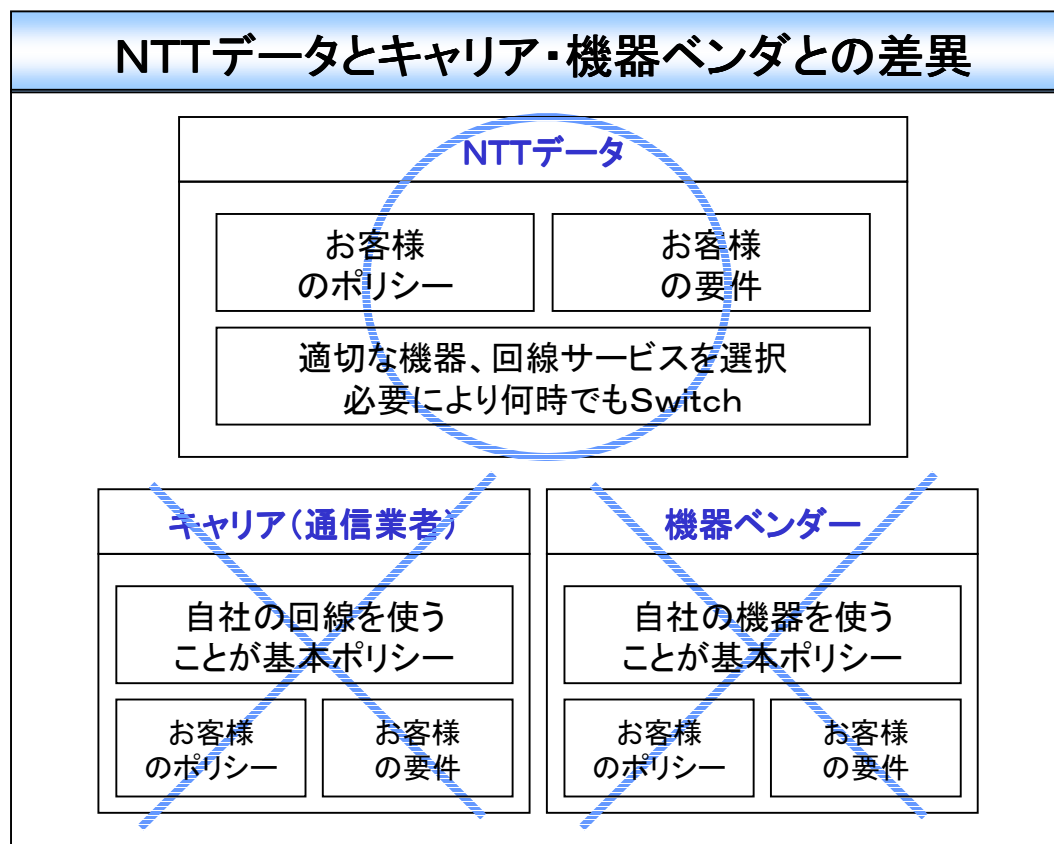 NTTデータとキャリア・機器ベンダとの差異
NTTデータ
お客様
のポリシー
お客様
の要件
適切な機器、回線サービスを選択
必要により何時でもSwitch
キャリア(通信業者)
自社の回線を使う
ことが基本ポリシー
お客様
のポリシー
お客様
の要件
機器ベンダー
自社の機器を使う
ことが基本ポリシー
お客様
のポリシー
お客様
の要件